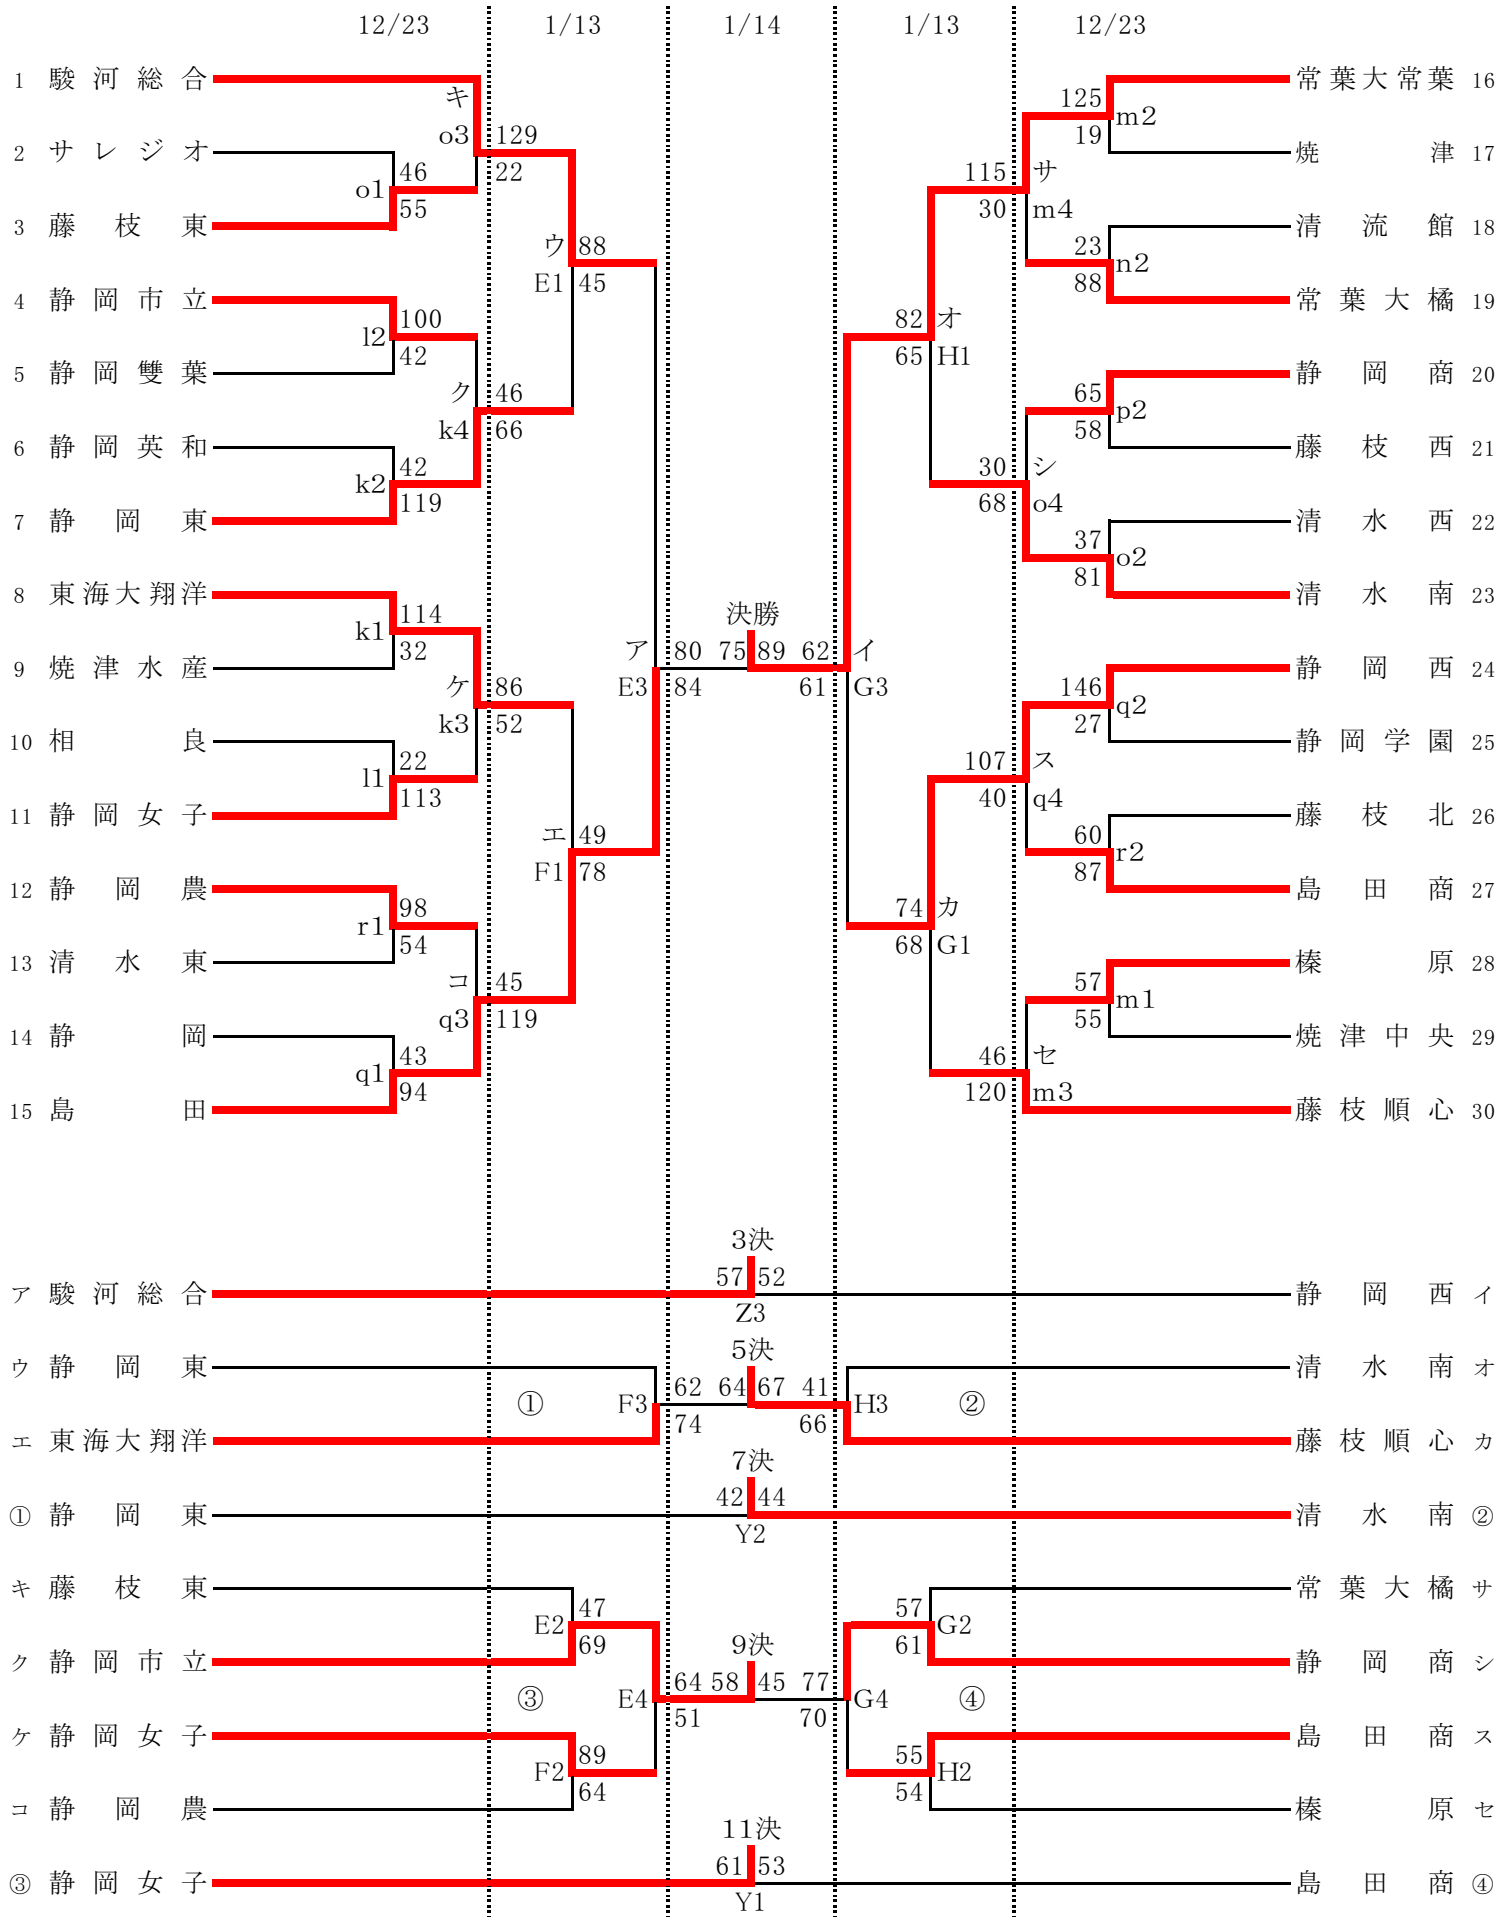 12/23 1/13 1/14 1/13 12/23
1 駿河総合 常葉大常葉 16
キ 125 m2
o3 129 19
2 サレジオ 焼津 17
46 22 115 サ
o1 55 30 m4
3 藤枝東 清流館 18
ウ 88 23 n2
E1 45 88
4 静岡市立 常葉大橘 19
l2 100 82 オ
42 65 H1
5 静岡雙葉 静岡商 20
ク 46 65 p2
k4 66 58
6 静岡英和 藤枝西 21
k2 42 30 シ
119 68 o4
7 静岡東 清水西 22
37 o2
81
8 東海大翔洋 清水南 23
k1 114 決勝
32 ア 80 75 89 62 イ
E3 84 61 G3
9 焼津水産 静岡西 24
ケ 86 146 q2
k3 52 27
10 相良 静岡学園 25
l1 22 107 ス
113 40 q4
11 静岡女子 藤枝北 26
エ 49 60 r2
F1 78 87
12 静岡農 島田商 27
r1 98 74 カ
54 68 G1
13 清水東 榛原 28
コ 45 57 m1
q3 119 55
14 静岡 焼津中央 29
q1 43 46 セ
94 120 m3
15 島田 藤枝順心 30
3決
57 52
ア 駿河総合 静岡西 イ
Z3
5決
ウ 静岡東 清水南 オ
① F3 62 64 67 41 H3 ②
74 66
エ 東海大翔洋 藤枝順心 カ
7決
42 44
① 静岡東 清水南 ②
Y2
キ 藤枝東 常葉大橘 サ
E2 47 57 G2
69 61
9決
ク 静岡市立 静岡商 シ
③ E4 64 58 45 77 G4 ④
51 70
ケ 静岡女子 島田商 ス
F2 89 55 H2
64 54
コ 静岡農 榛原 セ
11決
61 53
③ 静岡女子 島田商 ④
Y1